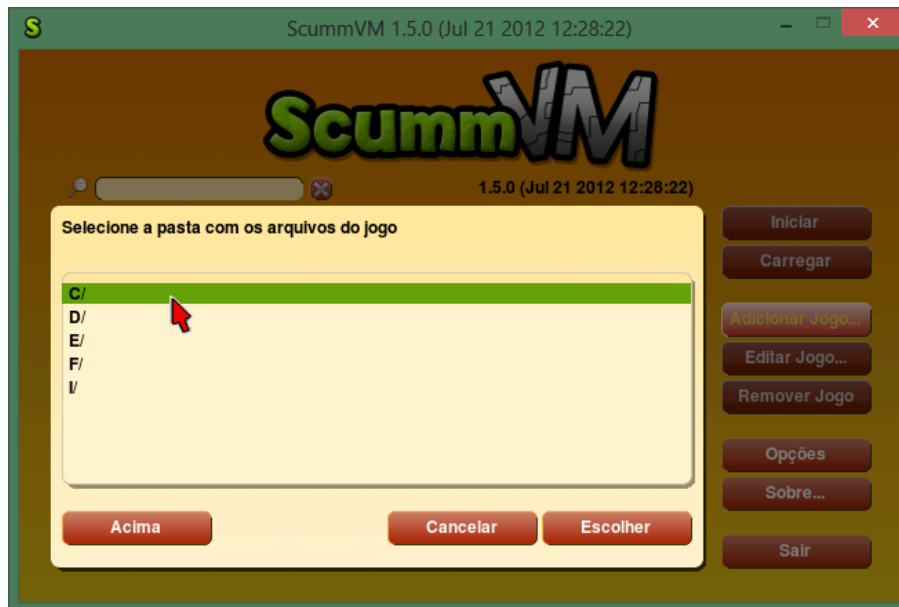 S
ScummVM 1.5.0 (Jul 21 2012 12:28:22)
ScummVM
1.5.0 (Jul 21 2012 12:28:22)
Selecione a pasta com os arquivos do jogo
C/
D/
E/
F/
I/
Acima
Cancelar
Escolher
Iniciar
Carregar
Adicionar Jogo...
Editar Jogo...
Remover Jogo
Opções
Sobre...
Sair